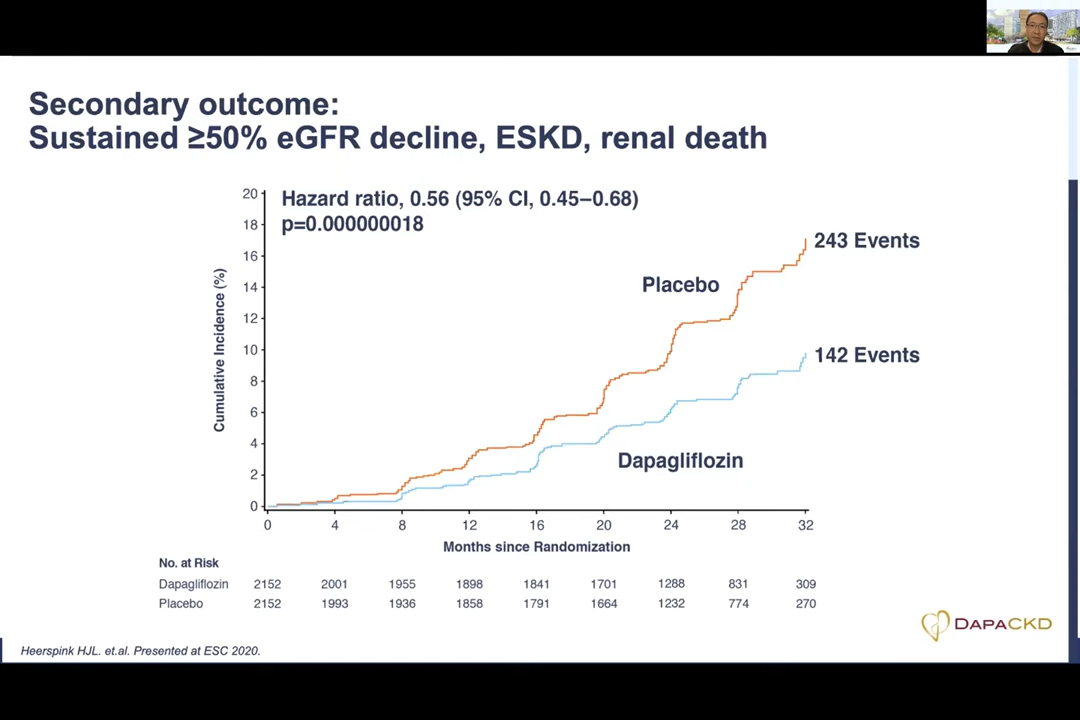 Secondary outcome:
Sustained ≥50% eGFR decline, ESKD, renal death
Hazard ratio, 0.56 (95% CI, 0.45–0.68)
p=0.000000018
20
18
16
14
12
10
8
6
4
2
0
Cumulative Incidence (%)
243 Events
Placebo
142 Events
Dapagliflozin
0 4 8 12 16 20 24 28 32
Months since Randomization
No. at Risk
Dapagliflozin 2152 2001 1955 1898 1841 1701 1288 831 309
Placebo 2152 1993 1936 1858 1791 1664 1232 774 270
DAPACKD
Heerspink HJL. et.al. Presented at ESC 2020.